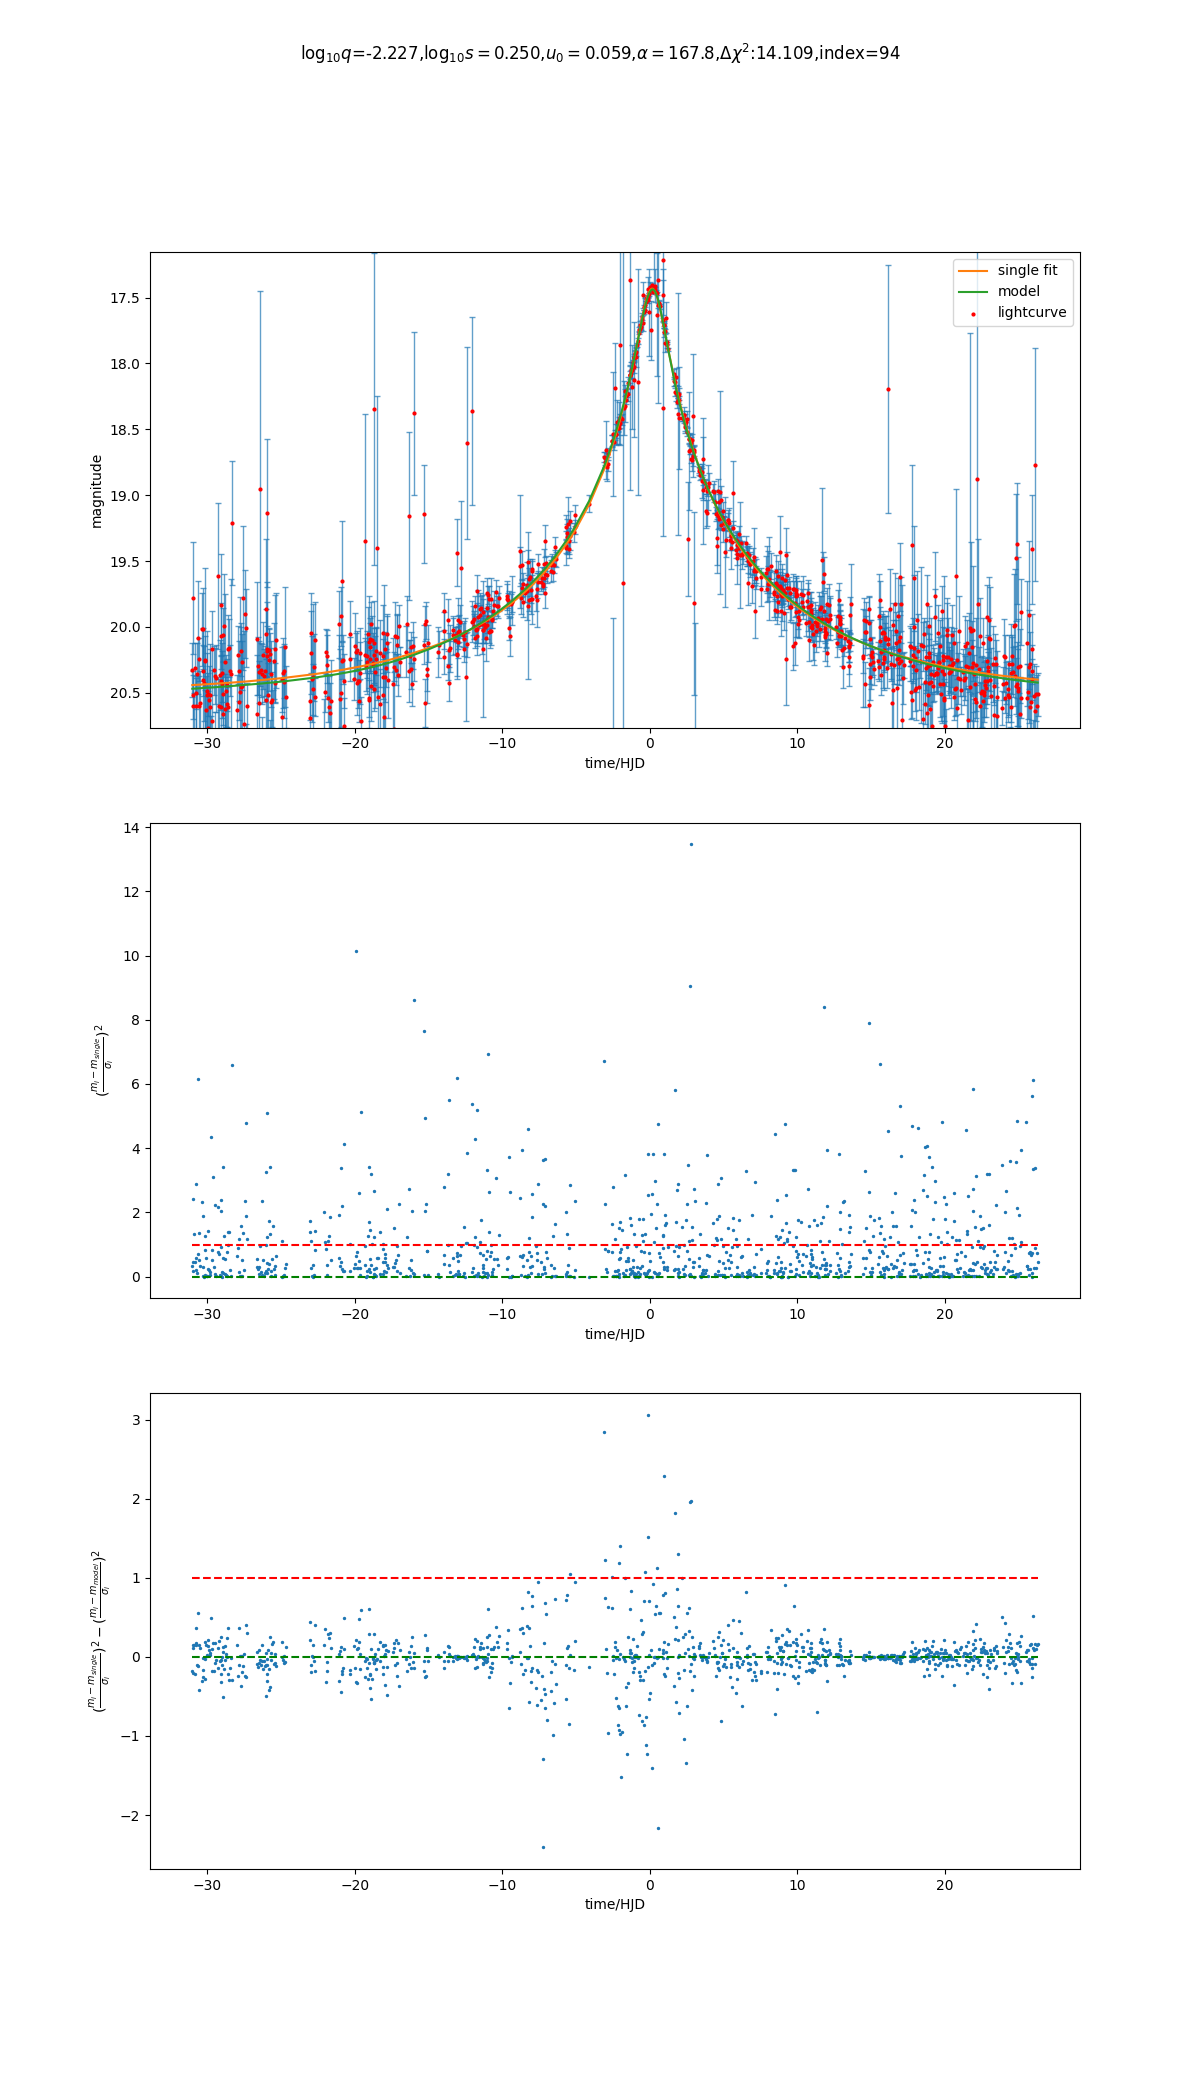 log₁₀q=-2.227,log₁₀s = 0.250,u₀ = 0.059,α = 167.8,Δχ²:14.109,index=94
single fit
model
lightcurve
magnitude
17.5
18.0
18.5
19.0
19.5
20.0
20.5
−30 −20 −10 0 10 20
time/HJD
14
12
10
8
6
4
2
0
((mᵢ − m_single)/σᵢ)²
−30 −20 −10 0 10 20
time/HJD
3
2
1
0
−1
−2
((mᵢ − m_single)/σᵢ)² − ((mᵢ − m_model)/σᵢ)²
−30 −20 −10 0 10 20
time/HJD